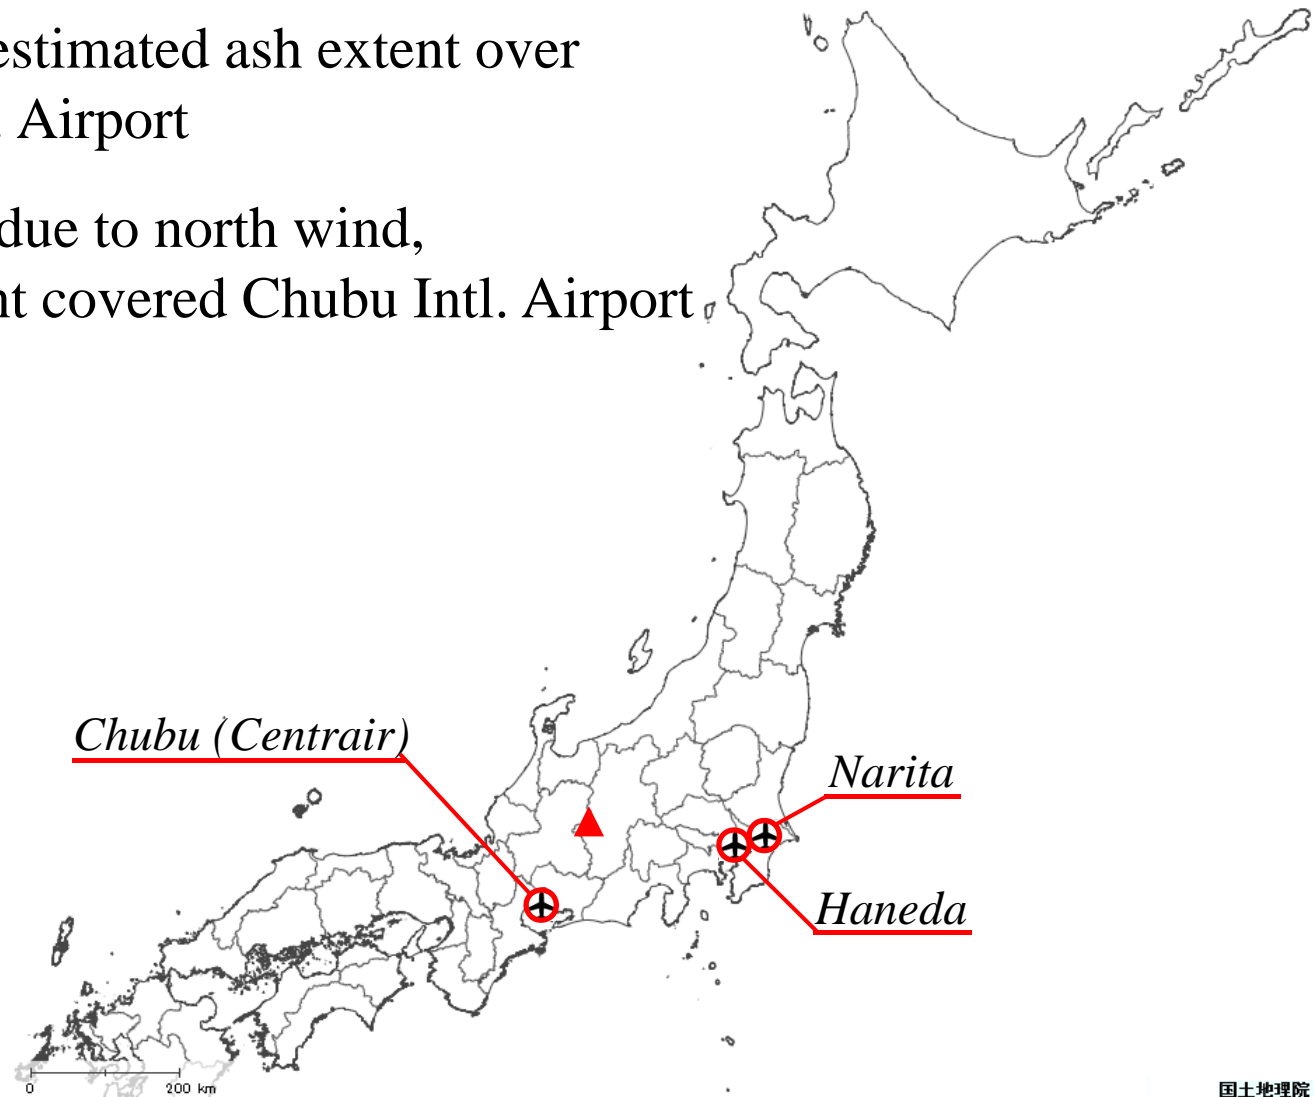 estimated ash extent over
. Airport
due to north wind,
nt covered Chubu Intl. Airport
Chubu (Centrair)
Narita
Haneda
0 200 km
国土地理院